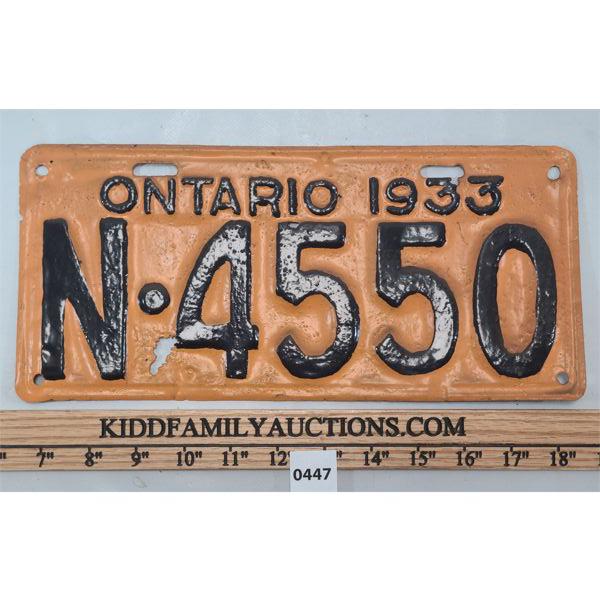 ONTARIO 1933
N·4550
KIDDFAMILYAUCTIONS.COM
7" 8" 9" 10" 11" 12" 14" 15" 16" 17" 18"
0447